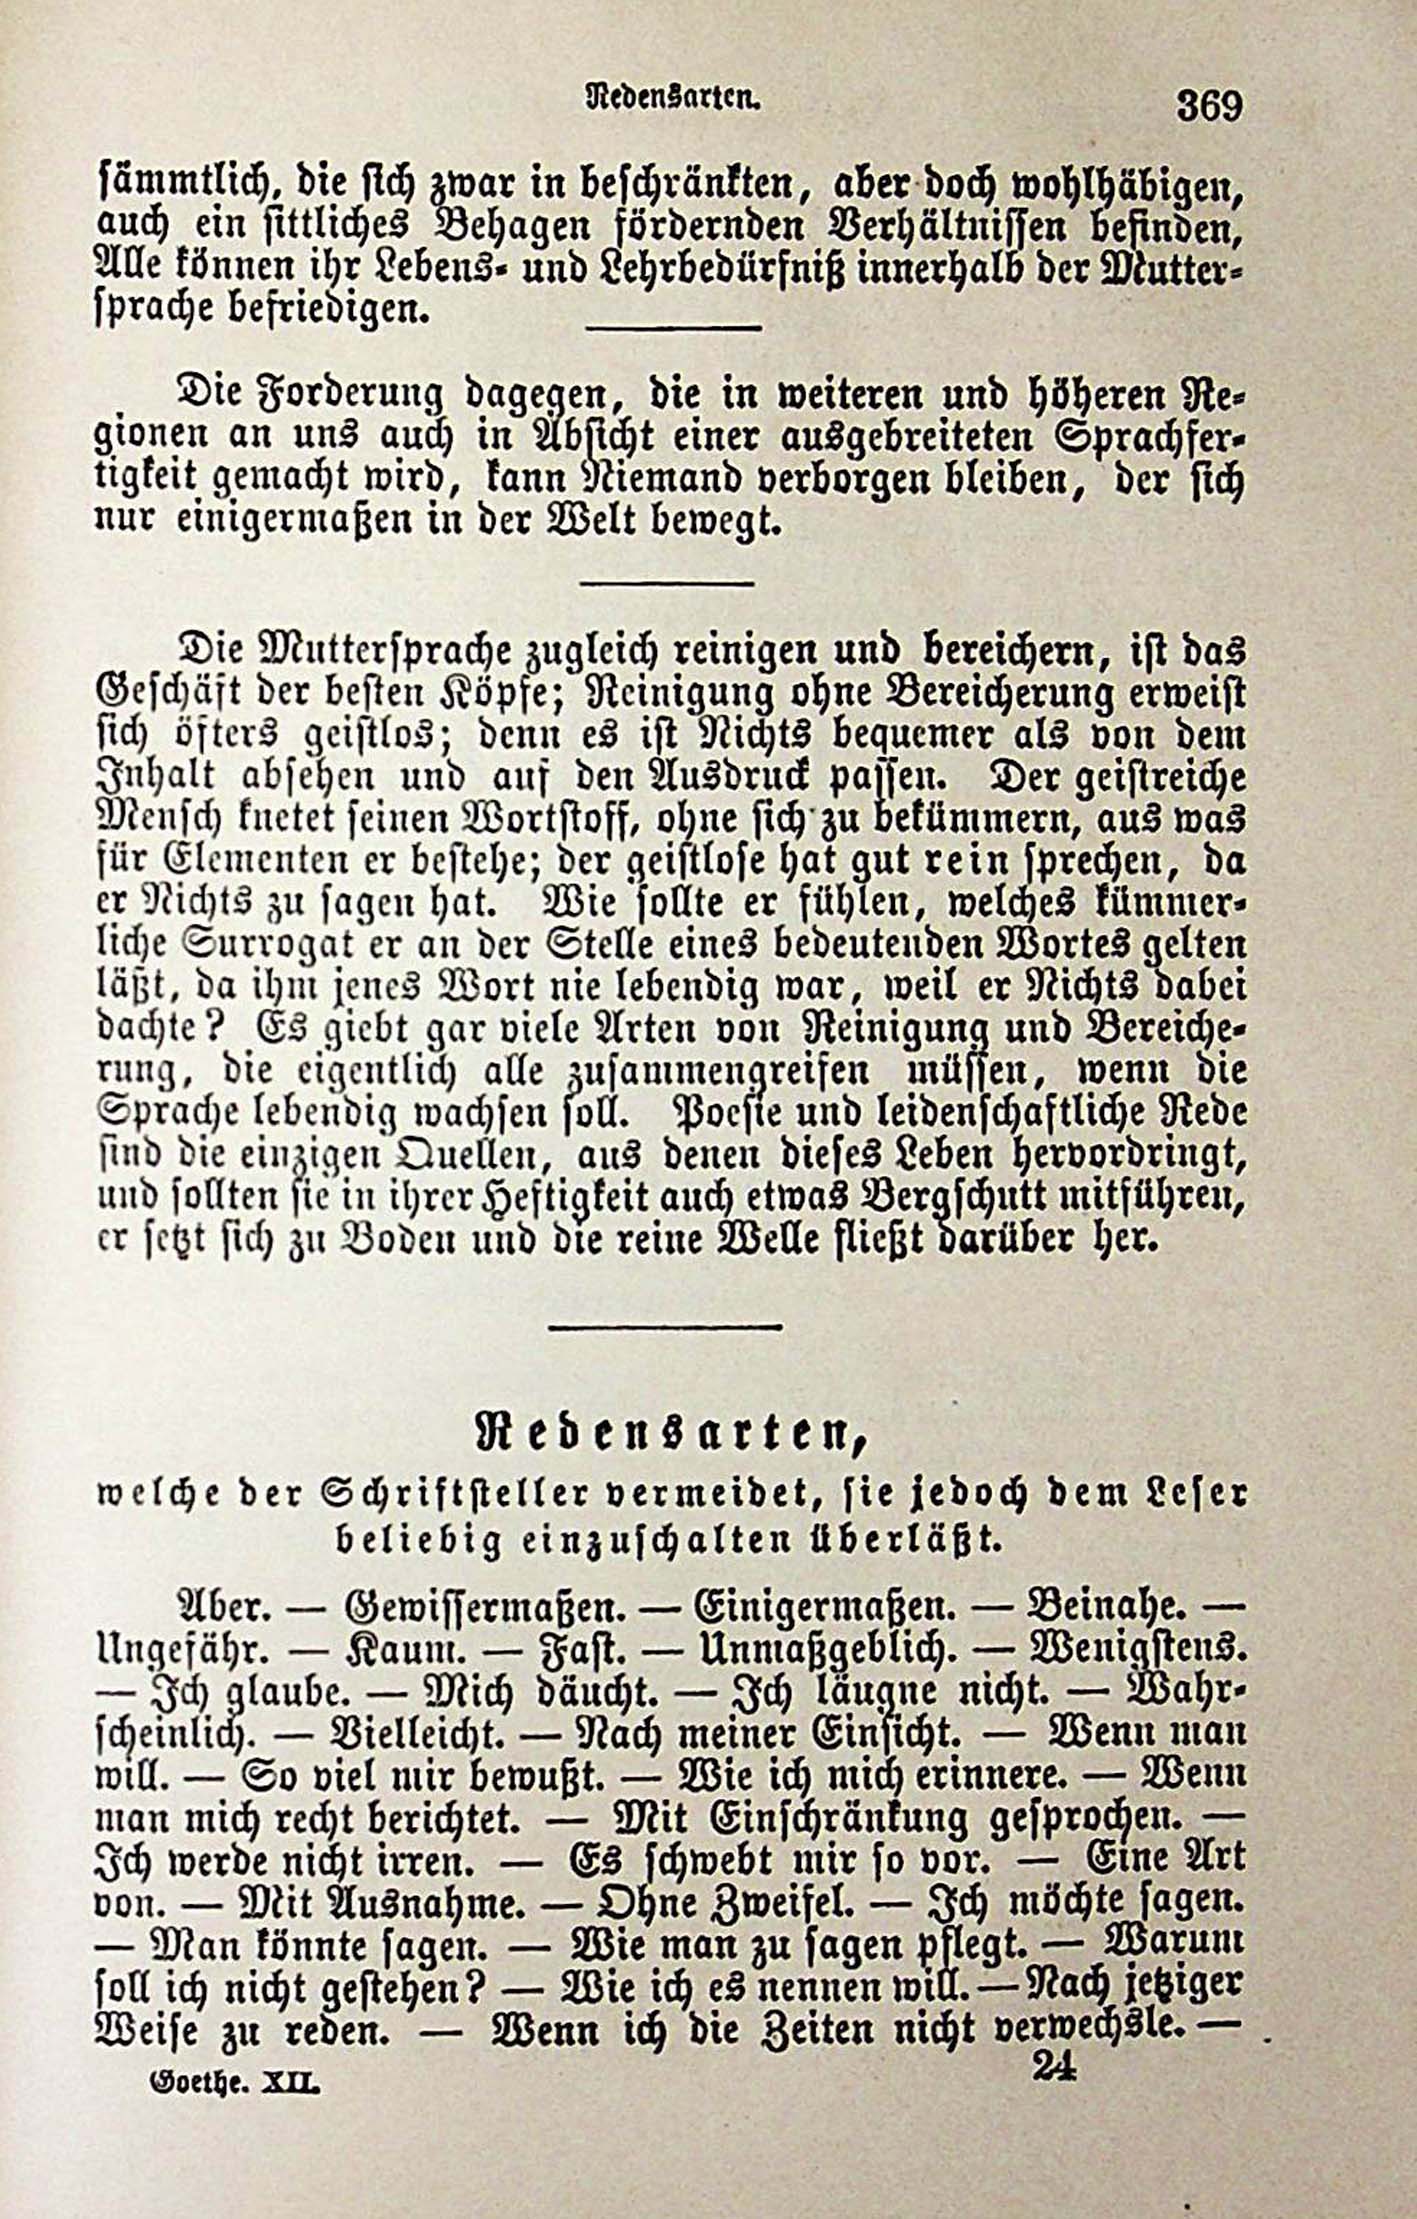 Redensarten.
369
sämmtlich, die sich zwar in beschränkten, aber doch wohlhäbigen,
auch ein sittliches Behagen fördernden Verhältnissen befinden,
Alle können ihr Lebens- und Lehrbedürfniß innerhalb der Mutter-
sprache befriedigen.
Die Forderung dagegen, die in weiteren und höheren Re-
gionen an uns auch in Absicht einer ausgebreiteten Sprachfer-
tigkeit gemacht wird, kann Niemand verborgen bleiben, der sich
nur einigermaßen in der Welt bewegt.
Die Muttersprache zugleich reinigen und bereichern, ist das
Geschäft der besten Köpfe; Reinigung ohne Bereicherung erweist
sich öfters geistlos; denn es ist Nichts bequemer als von dem
Inhalt absehen und auf den Ausdruck passen. Der geistreiche
Mensch knetet seinen Wortstoff, ohne sich zu bekümmern, aus was
für Elementen er bestehe; der geistlose hat gut rein sprechen, da
er Nichts zu sagen hat. Wie sollte er fühlen, welches kümmer-
liche Surrogat er an der Stelle eines bedeutenden Wortes gelten
läßt, da ihm jenes Wort nie lebendig war, weil er Nichts dabei
dachte? Es giebt gar viele Arten von Reinigung und Bereiche-
rung, die eigentlich alle zusammengreifen müssen, wenn die
Sprache lebendig wachsen soll. Poesie und leidenschaftliche Rede
sind die einzigen Quellen, aus denen dieses Leben hervordringt,
und sollten sie in ihrer Heftigkeit auch etwas Bergschutt mitführen,
er setzt sich zu Boden und die reine Welle fließt darüber her.
Redensarten,
welche der Schriftsteller vermeidet, sie jedoch dem Leser
beliebig einzuschalten überläßt.
Aber. — Gewissermaßen. — Einigermaßen. — Beinahe. —
Ungefähr. — Kaum. — Fast. — Unmaßgeblich. — Wenigstens.
— Ich glaube. — Mich däucht. — Ich läugne nicht. — Wahr-
scheinlich. — Vielleicht. — Nach meiner Einsicht. — Wenn man
will. — So viel mir bewußt. — Wie ich mich erinnere. — Wenn
man mich recht berichtet. — Mit Einschränkung gesprochen. —
Ich werde nicht irren. — Es schwebt mir so vor. — Eine Art
von. — Mit Ausnahme. — Ohne Zweifel. — Ich möchte sagen.
— Man könnte sagen. — Wie man zu sagen pflegt. — Warum
soll ich nicht gestehen? — Wie ich es nennen will. — Nach jetziger
Weise zu reden. — Wenn ich die Zeiten nicht verwechsle. —
Goethe. XII.
24